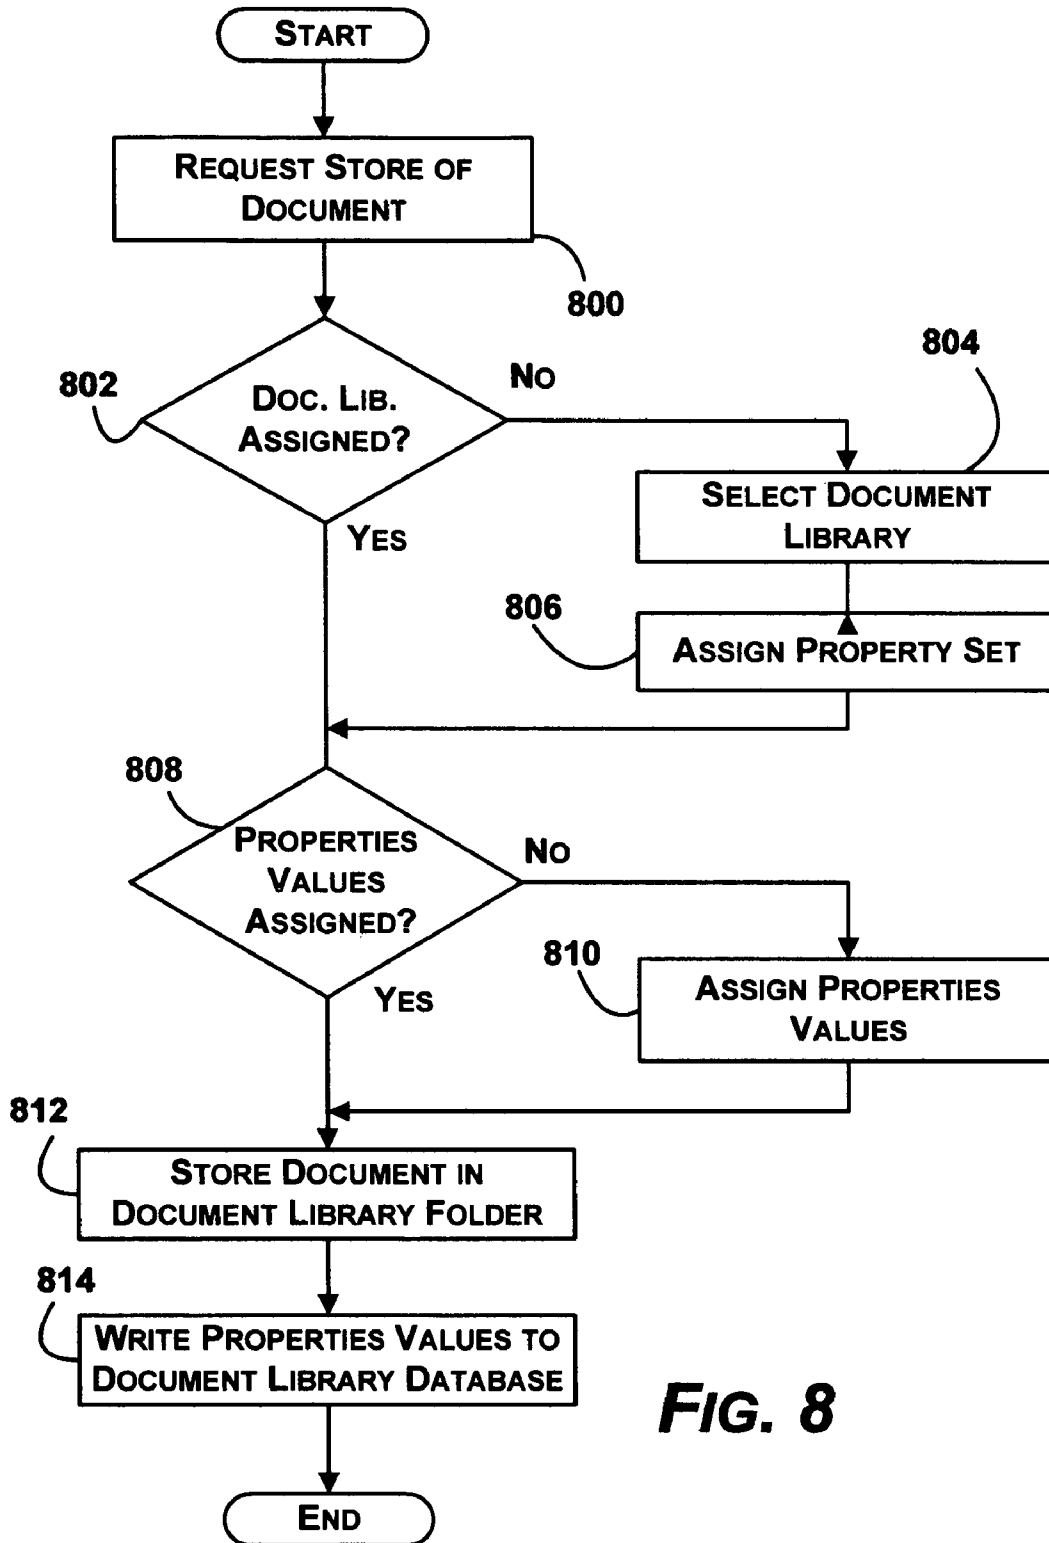 START
REQUEST STORE OF
DOCUMENT
800
802
DOC. LIB.
ASSIGNED?
NO
YES
804
SELECT DOCUMENT
LIBRARY
806
ASSIGN PROPERTY SET
808
PROPERTIES
VALUES
ASSIGNED?
NO
YES
810
ASSIGN PROPERTIES
VALUES
812
STORE DOCUMENT IN
DOCUMENT LIBRARY FOLDER
814
WRITE PROPERTIES VALUES TO
DOCUMENT LIBRARY DATABASE
END
FIG. 8